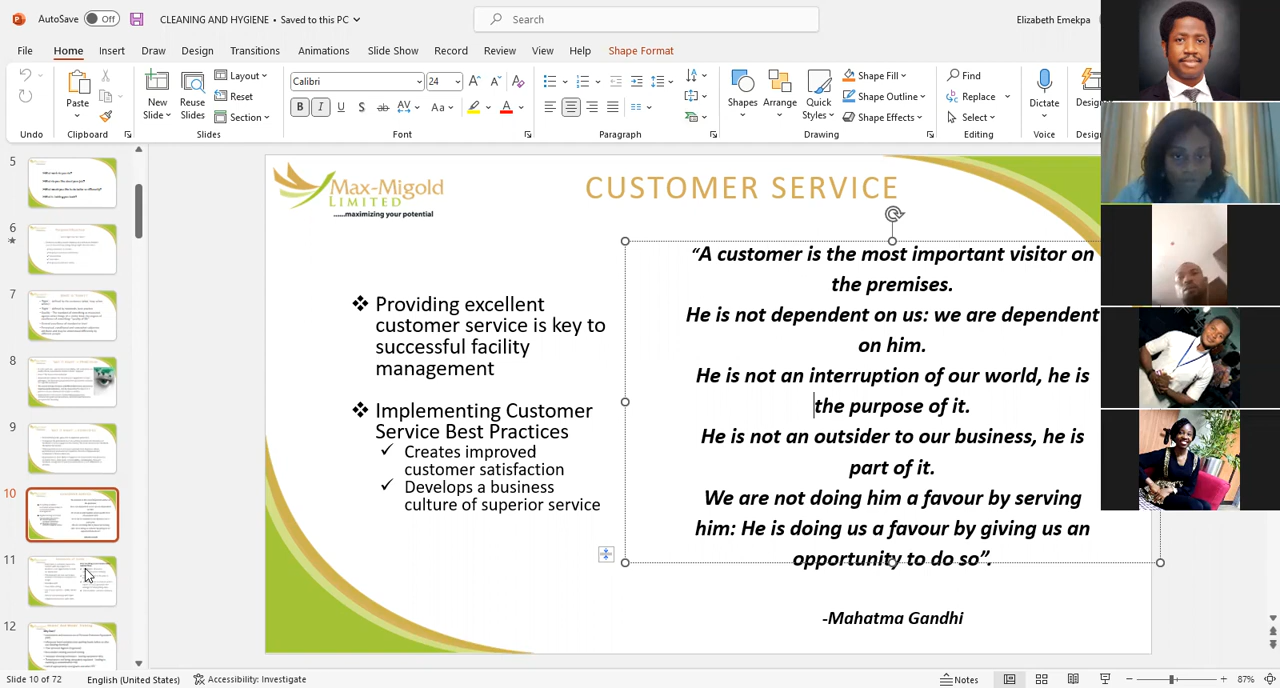 AutoSave Off CLEANING AND HYGIENE • Saved to this PC Search Elizabeth Emekpa
File Home Insert Draw Design Transitions Animations Slide Show Record View Help Shape Format
Paste
New Slide
Reuse Slides
Layout
Reset
Section
Calibri 24
B I U S ab AV Aa A
Shapes
Arrange
Quick Styles
Shape Fill
Shape Outline
Shape Effects
Find
Replace
Select
Dictate
Undo Clipboard Slides Font Paragraph Drawing Editing Voice
5
6
7
8
9
10
11
12
Max-Migold
LIMITED
......maximizing your potential
CUSTOMER SERVICE
❖ Providing excellent
customer service is key to
successful facility
management
❖ Implementing Customer
Service Best Practices
✓ Creates improved
customer satisfaction
✓ Develops a business
culture of superior service
“A customer is the most important visitor on
the premises.
He is not dependent on us: we are dependent
on him.
He is not an interruption of our world, he is
the purpose of it.
He is not an outsider to our business, he is
part of it.
We are not doing him a favour by serving
him: he is doing us a favour by giving us an
opportunity to do so”.
-Mahatma Gandhi
Slide 10 of 72 English (United States) Accessibility: Investigate Notes 87%